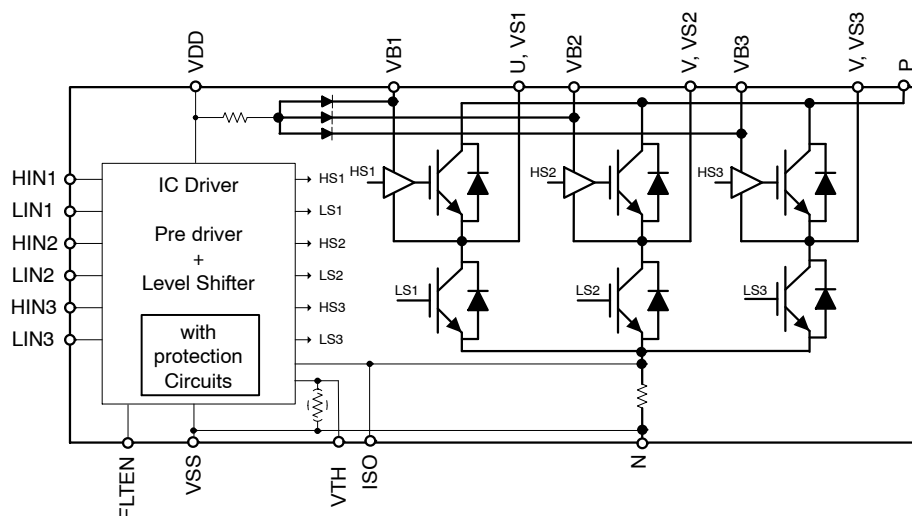 VDD
VB1
U, VS1
VB2
V, VS2
VB3
V, VS3
P
HIN1
LIN1
HIN2
LIN2
HIN3
LIN3
IC Driver
Pre driver
+
Level Shifter
with
protection
Circuits
HS1
LS1
HS2
LS2
HS3
LS3
HS1
HS2
HS3
LS1
LS2
LS3
FLTEN
VSS
VTH
ISO
N